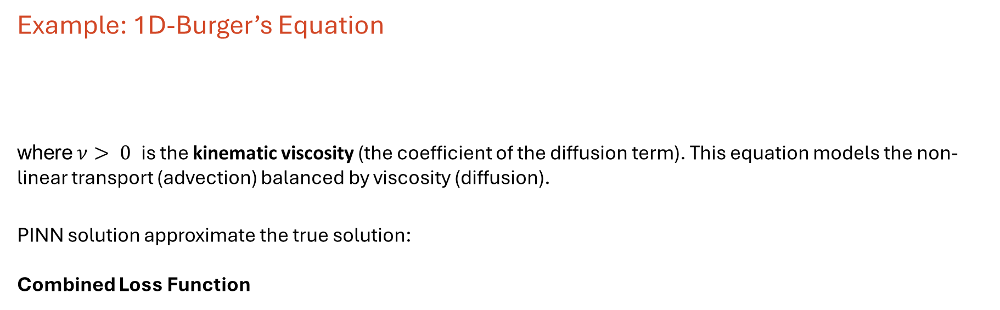 Example: 1D-Burger’s Equation
where ν > 0 is the kinematic viscosity (the coefficient of the diffusion term). This equation models the non-
linear transport (advection) balanced by viscosity (diffusion).
PINN solution approximate the true solution:
Combined Loss Function